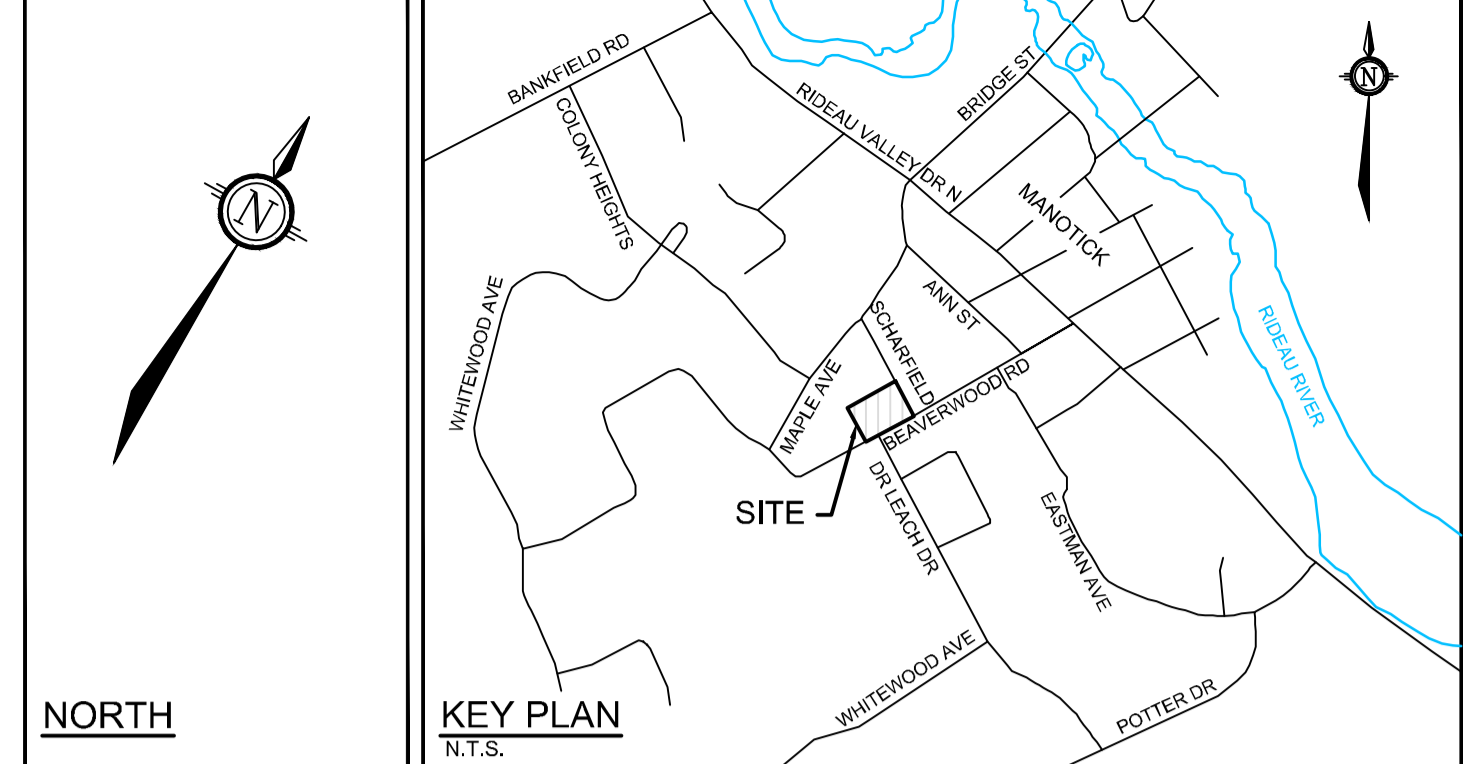 N
NORTH
BANKFIELD RD
COLONY HEIGHTS
RIDEAU VALLEY DR N
BRIDGE ST
N
MANOTICK
WHITEWOOD AVE
ANN ST
SCHARFIELD
MAPLE AVE
BEAVERWOOD RD
RIDEAU RIVER
SITE
DR LEACH DR
EASTMAN AVE
WHITEWOOD AVE
POTTER DR
KEY PLAN
N.T.S.